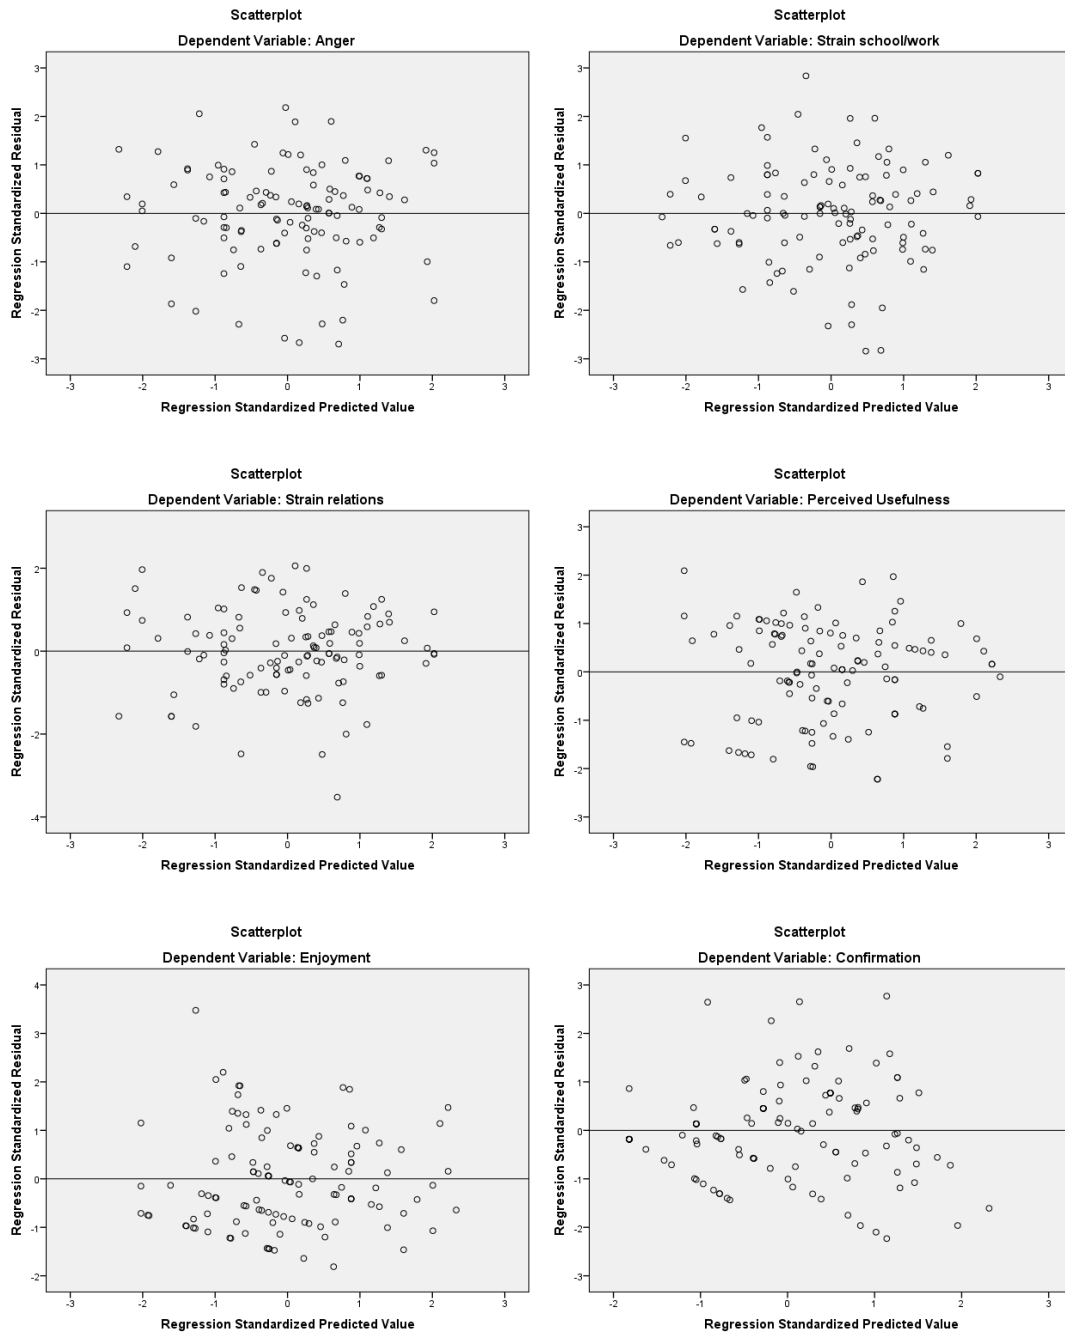 Scatterplot
Dependent Variable: Anger
Regression Standardized Residual
3
2
1
0
-1
-2
-3
-3 -2 -1 0 1 2 3
Regression Standardized Predicted Value
Scatterplot
Dependent Variable: Strain school/work
Regression Standardized Residual
3
2
1
0
-1
-2
-3
-3 -2 -1 0 1 2 3
Regression Standardized Predicted Value
Scatterplot
Dependent Variable: Strain relations
Regression Standardized Residual
2
0
-2
-4
-3 -2 -1 0 1 2 3
Regression Standardized Predicted Value
Scatterplot
Dependent Variable: Perceived Usefulness
Regression Standardized Residual
3
2
1
0
-1
-2
-3
-3 -2 -1 0 1 2 3
Regression Standardized Predicted Value
Scatterplot
Dependent Variable: Enjoyment
Regression Standardized Residual
4
3
2
1
0
-1
-2
-3 -2 -1 0 1 2 3
Regression Standardized Predicted Value
Scatterplot
Dependent Variable: Confirmation
Regression Standardized Residual
3
2
1
0
-1
-2
-3
-2 -1 0 1 2 3
Regression Standardized Predicted Value